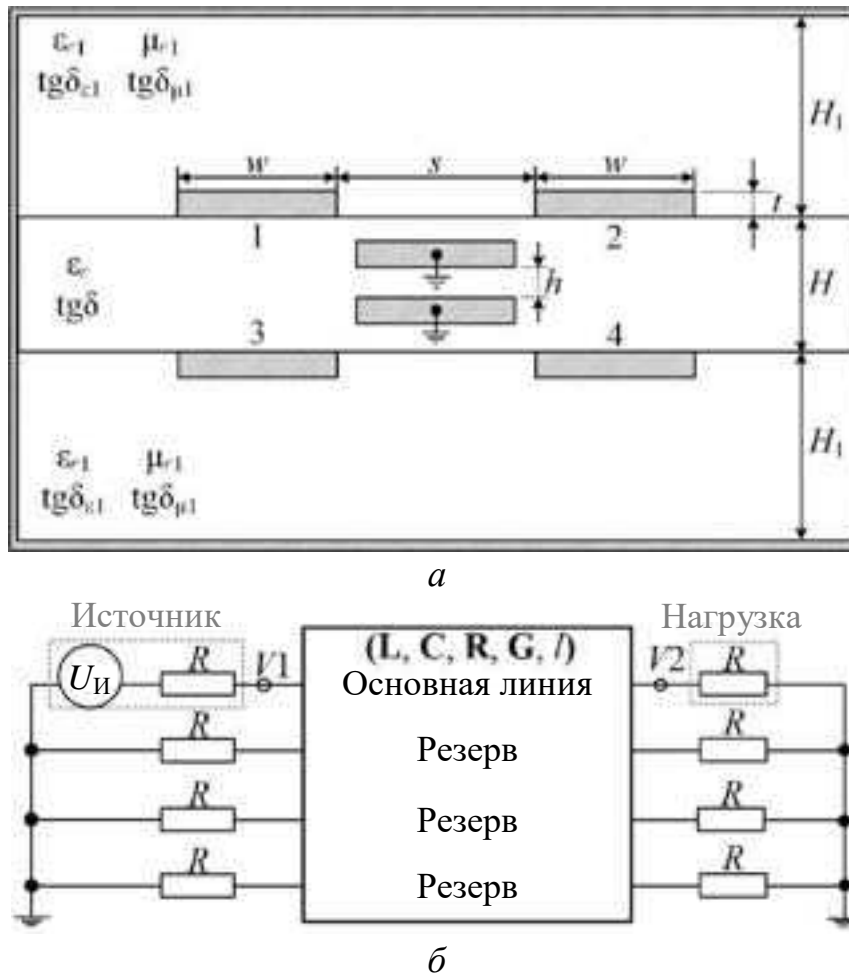 εr1 μr1
tgδε1 tgδμ1
H1
w s w
t
1 2
εr
tgδ
h
H
3 4
εr1 μr1
tgδε1 tgδμ1
H1
а
Источник Нагрузка
(L, C, R, G, l)
UИ R V1 Основная линия V2 R
R Резерв R
R Резерв R
R Резерв R
б